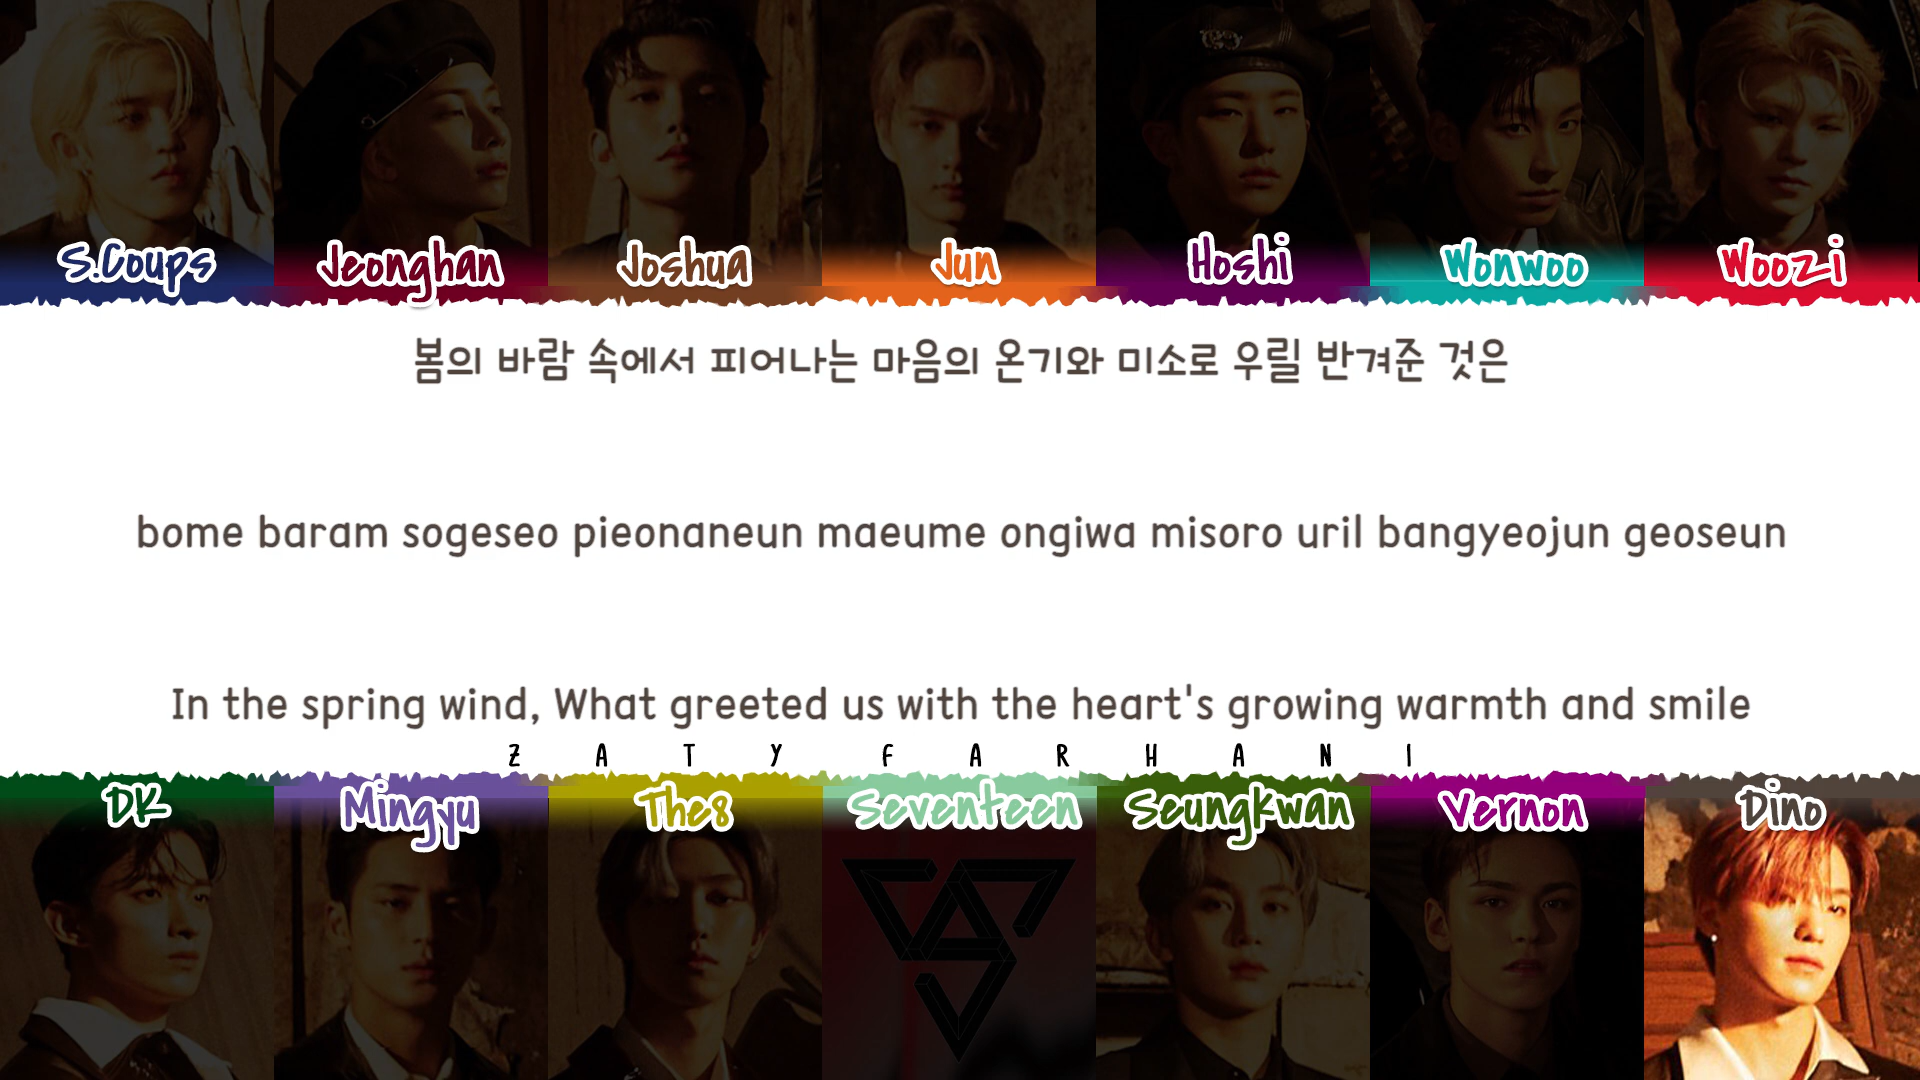 S.Coups
Jeonghan
Joshua
Jun
Hoshi
Wonwoo
Woozi
봄의 바람 속에서 피어나는 마음의 온기와 미소로 우릴 반겨준 것은
bome baram sogeseo pieonaneun maeume ongiwa misoro uril bangyeojun geoseun
In the spring wind, What greeted us with the heart's growing warmth and smile
ZATY FARHANI
DK
Mingyu
The8
Seventeen
Seungkwan
Vernon
Dino